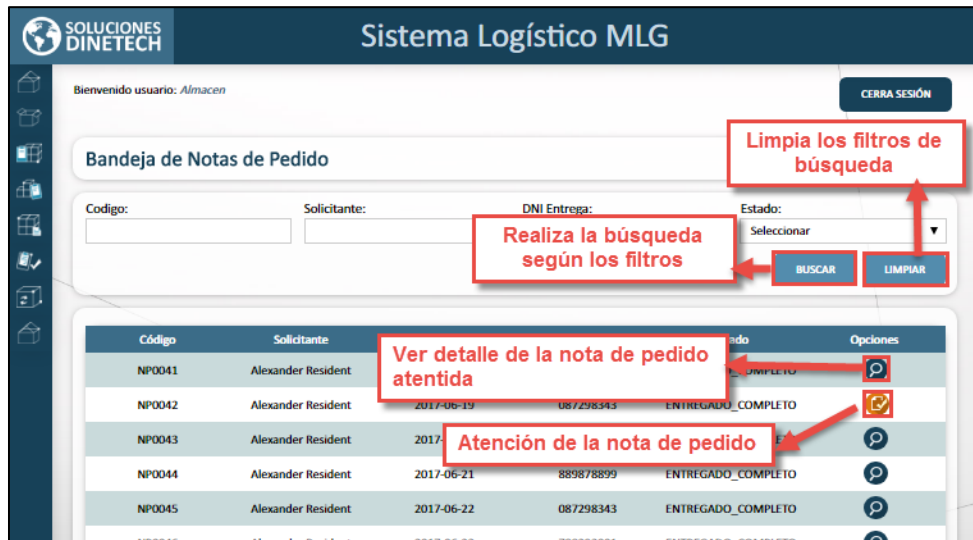 SOLUCIONES
DINETECH
Sistema Logístico MLG
Bienvenido usuario: Almacen
CERRA SESIÓN
Limpia los filtros de
búsqueda
Bandeja de Notas de Pedido
Codigo:
Solicitante:
DNI Entrega:
Estado:
Seleccionar
Realiza la búsqueda
según los filtros
BUSCAR
LIMPIAR
Código Solicitante Opciones
Ver detalle de la nota de pedido
atentida
NP0041 Alexander Resident
NP0042 Alexander Resident 2017-06-19 087298343 ENTREGADO_COMPLETO
Atención de la nota de pedido
NP0043 Alexander Resident
NP0044 Alexander Resident 2017-06-21 889878899 ENTREGADO_COMPLETO
NP0045 Alexander Resident 2017-06-22 087298343 ENTREGADO_COMPLETO